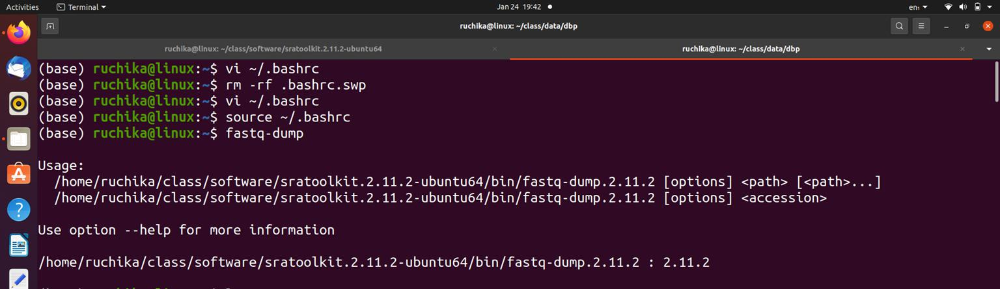 Activities
Terminal
Jan 24 19:42
en₁
ruchika@linux: ~/class/data/dbp
ruchika@linux: ~/class/software/sratoolkit.2.11.2-ubuntu64
ruchika@linux: ~/class/data/dbp
(base) ruchika@linux:~$ vi ~/.bashrc
(base) ruchika@linux:~$ rm -rf .bashrc.swp
(base) ruchika@linux:~$ vi ~/.bashrc
(base) ruchika@linux:~$ source ~/.bashrc
(base) ruchika@linux:~$ fastq-dump
Usage:
/home/ruchika/class/software/sratoolkit.2.11.2-ubuntu64/bin/fastq-dump.2.11.2 [options] <path> [<path>...]
/home/ruchika/class/software/sratoolkit.2.11.2-ubuntu64/bin/fastq-dump.2.11.2 [options] <accession>
Use option --help for more information
/home/ruchika/class/software/sratoolkit.2.11.2-ubuntu64/bin/fastq-dump.2.11.2 : 2.11.2